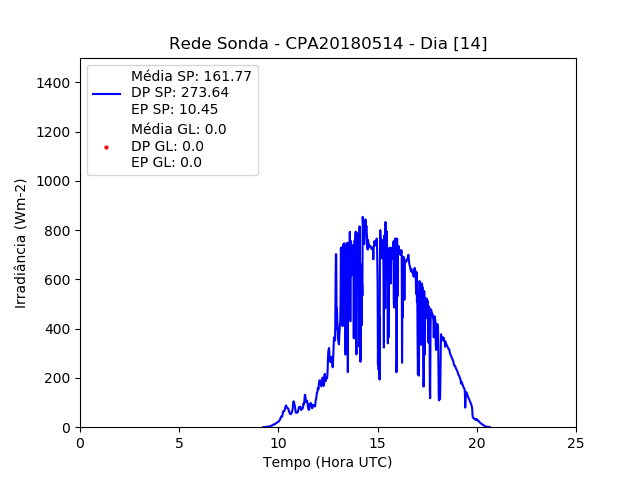 Rede Sonda - CPA20180514 - Dia [14]
Média SP: 161.77
DP SP: 273.64
EP SP: 10.45
Média GL: 0.0
DP GL: 0.0
EP GL: 0.0
1400
1200
1000
800
600
400
200
0
Irradiância (Wm-2)
0 5 10 15 20 25
Tempo (Hora UTC)